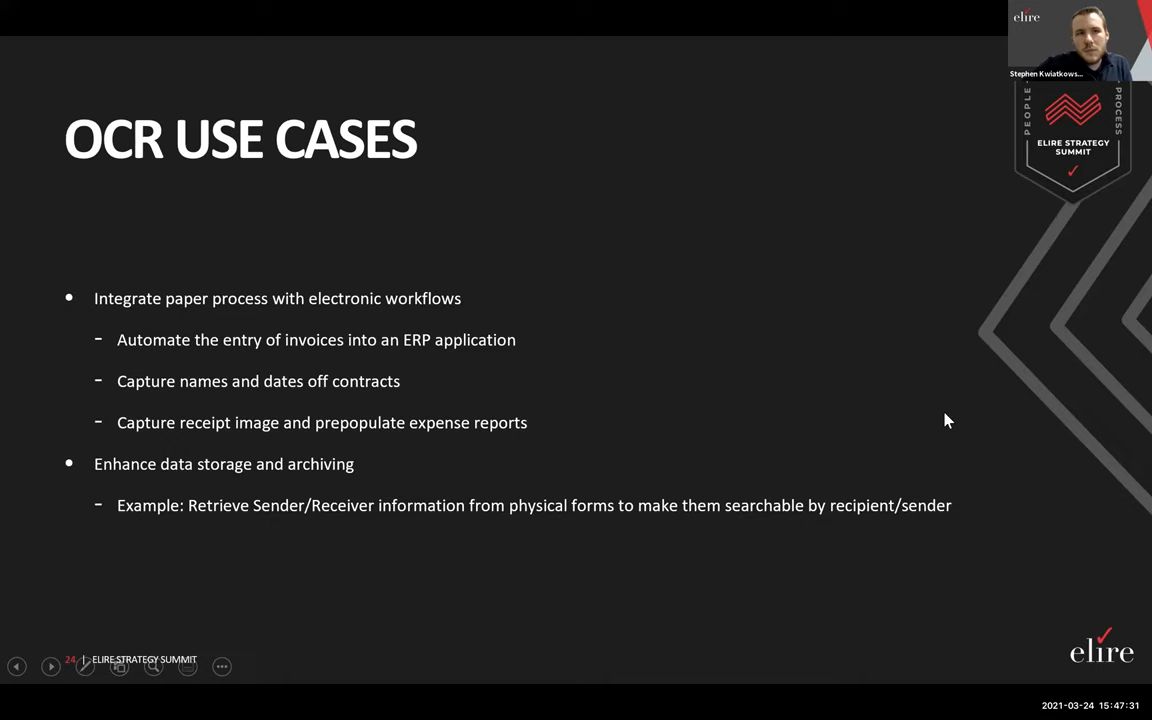 elire
Stephen Kwiatkows...
PEOPLE
PROCESS
ELIRE STRATEGY
SUMMIT
OCR USE CASES
• Integrate paper process with electronic workflows
- Automate the entry of invoices into an ERP application
- Capture names and dates off contracts
- Capture receipt image and prepopulate expense reports
• Enhance data storage and archiving
- Example: Retrieve Sender/Receiver information from physical forms to make them searchable by recipient/sender
24 | ELIRE STRATEGY SUMMIT
elire
2021-03-24 15:47:31